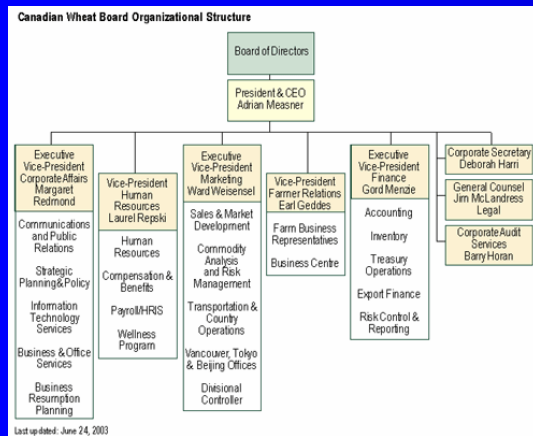 Canadian Wheat Board Organizational Structure
Board of Directors
President & CEO
Adrian Measner
Executive
Vice-President
Corporate Affairs
Margaret
Redmond
Communications
and Public
Relations
Strategic
Planning & Policy
Information
Technology
Services
Business & Office
Services
Business
Resumption
Planning
Vice-President
Human
Resources
Laurel Repski
Human
Resources
Compensation &
Benefits
Payroll/HRIS
Wellness
Program
Executive
Vice-President
Marketing
Ward Weisensel
Sales & Market
Development
Commodity
Analysis
and Risk
Management
Transportation &
Country
Operations
Vancouver, Tokyo
& Beijing Offices
Divisional
Controller
Vice-President
Farmer Relations
Earl Geddes
Farm Business
Representatives
Business Centre
Executive
Vice-President
Finance
Gord Menzie
Accounting
Inventory
Treasury
Operations
Export Finance
Risk Control &
Reporting
Corporate Secretary
Deborah Harri
General Counsel
Jim McLandress
Legal
Corporate Audit
Services
Barry Horan
Last updated: June 24, 2003